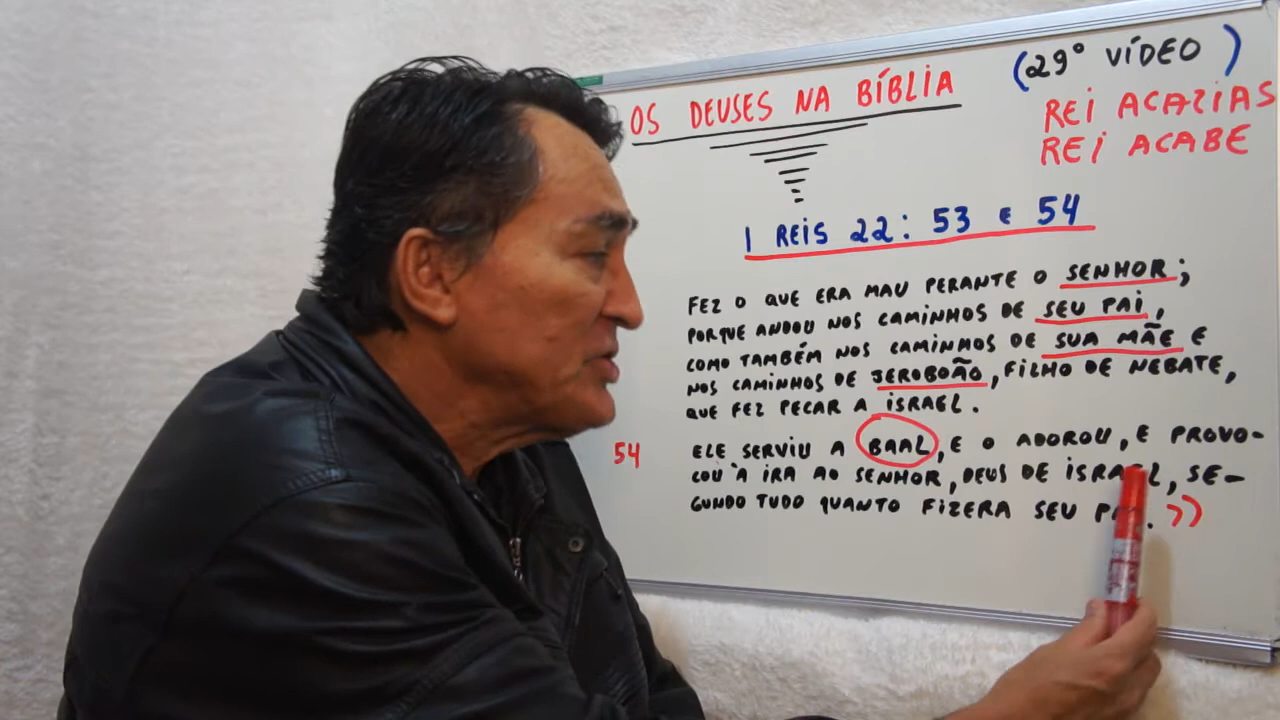 OS DEUSES NA BÍBLIA
(29° VÍDEO)
REI ACAZIAS
REI ACABE
1 REIS 22: 53 E 54
FEZ O QUE ERA MAU PERANTE O SENHOR;
PORQUE ANDOU NOS CAMINHOS DE SEU PAI,
COMO TAMBÉM NOS CAMINHOS DE SUA MÃE E
NOS CAMINHOS DE JEROBOÃO, FILHO DE NEBATE,
QUE FEZ PECAR A ISRAEL.
54 ELE SERVIU A BAAL, E O ADOROU, E PROVO-
COU À IRA AO SENHOR, DEUS DE ISRAEL, SE-
GUNDO TUDO QUANTO FIZERA SEU PAI. >>